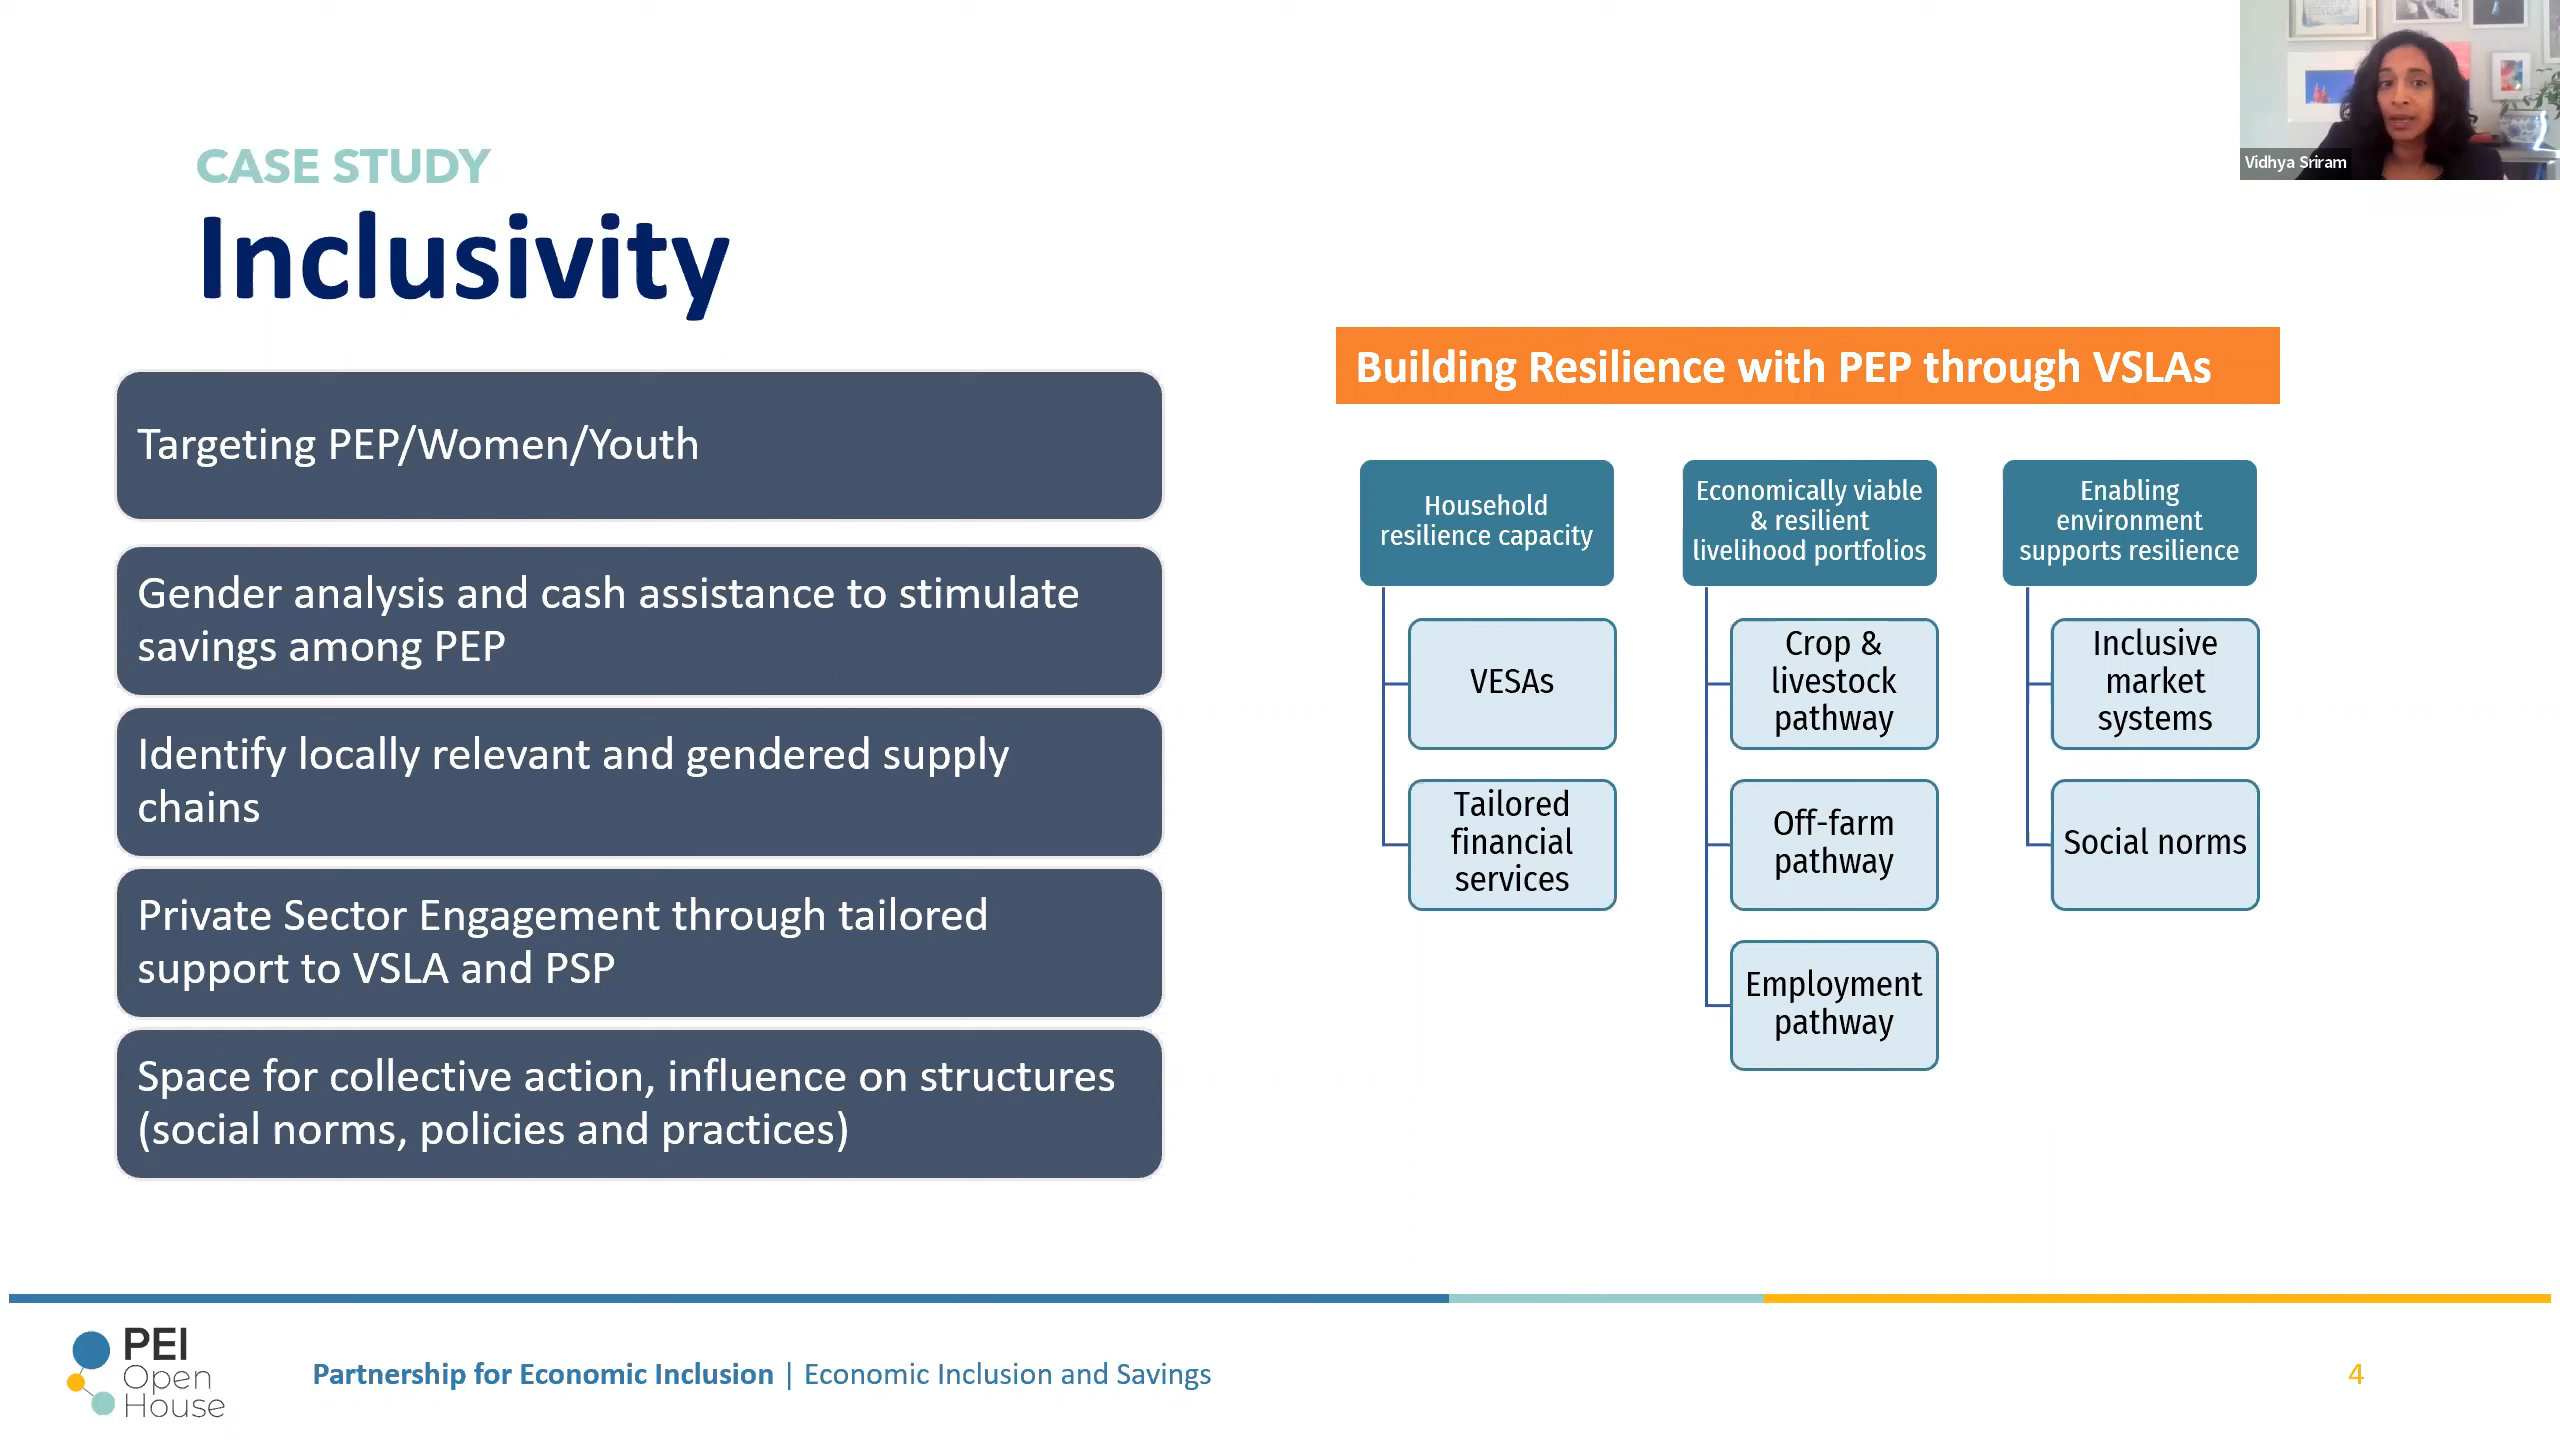 Vidhya Sriram
CASE STUDY
Inclusivity
Targeting PEP/Women/Youth
Gender analysis and cash assistance to stimulate
savings among PEP
Identify locally relevant and gendered supply
chains
Private Sector Engagement through tailored
support to VSLA and PSP
Space for collective action, influence on structures
(social norms, policies and practices)
Building Resilience with PEP through VSLAs
Household
resilience capacity
VESAs
Tailored
financial
services
Economically viable
& resilient
livelihood portfolios
Crop &
livestock
pathway
Off-farm
pathway
Employment
pathway
Enabling
environment
supports resilience
Inclusive
market
systems
Social norms
PEI
Open
House
Partnership for Economic Inclusion | Economic Inclusion and Savings
4